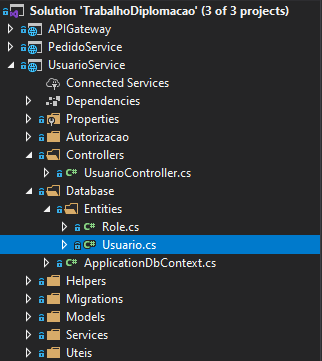 Solution 'TrabalhoDiplomacao' (3 of 3 projects)
APIGateway
PedidoService
UsuarioService
Connected Services
Dependencies
Properties
Autorizacao
Controllers
C# UsuarioController.cs
Database
Entities
C# Role.cs
C# Usuario.cs
C# ApplicationDbContext.cs
Helpers
Migrations
Models
Services
Uteis